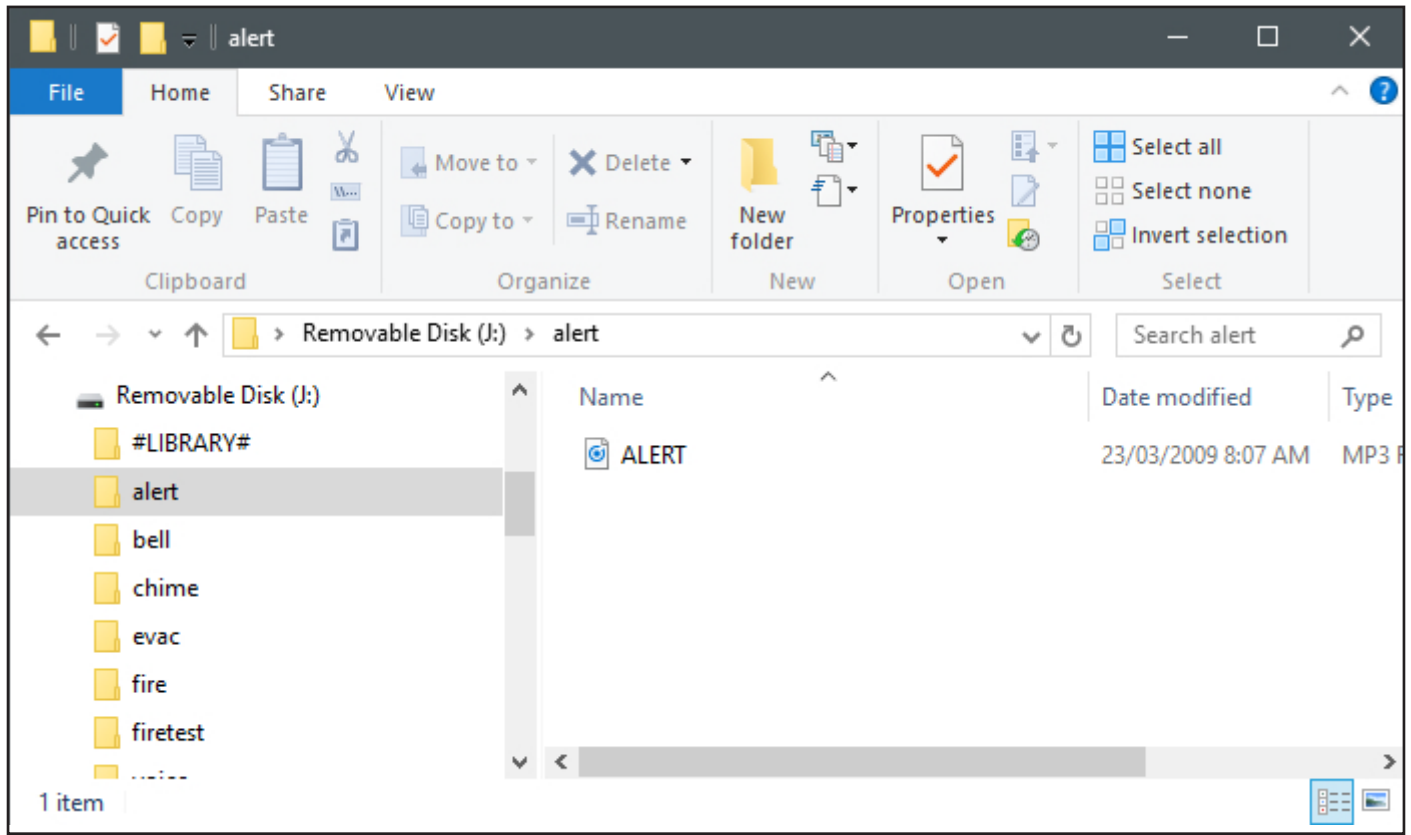 alert
File Home Share View
Pin to Quick access
Copy
Paste
Clipboard
Move to
Copy to
Delete
Rename
Organize
New folder
New
Properties
Open
Select all
Select none
Invert selection
Select
Removable Disk (J:) > alert
Search alert
Removable Disk (J:)
#LIBRARY#
alert
bell
chime
evac
fire
firetest
Name Date modified Type
ALERT 23/03/2009 8:07 AM MP3 F
1 item